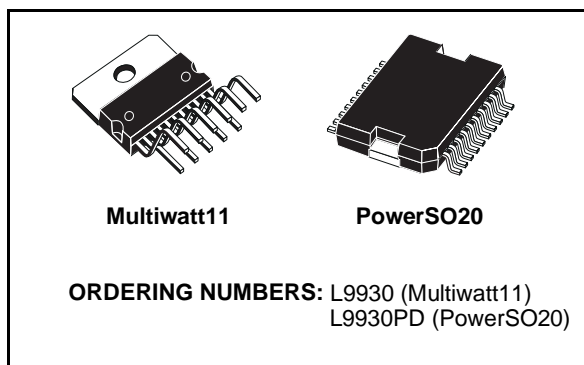 Multiwatt11 PowerSO20
ORDERING NUMBERS: L9930 (Multiwatt11)
L9930PD (PowerSO20)